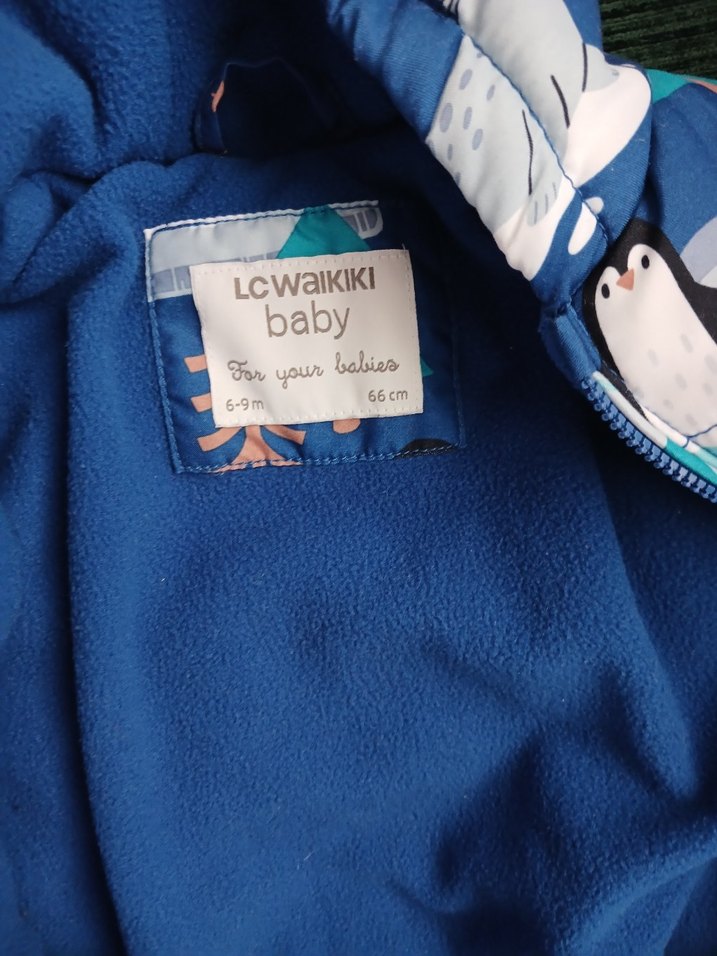 LC WAIKIKI
baby
For your babies
6-9 m 66 cm